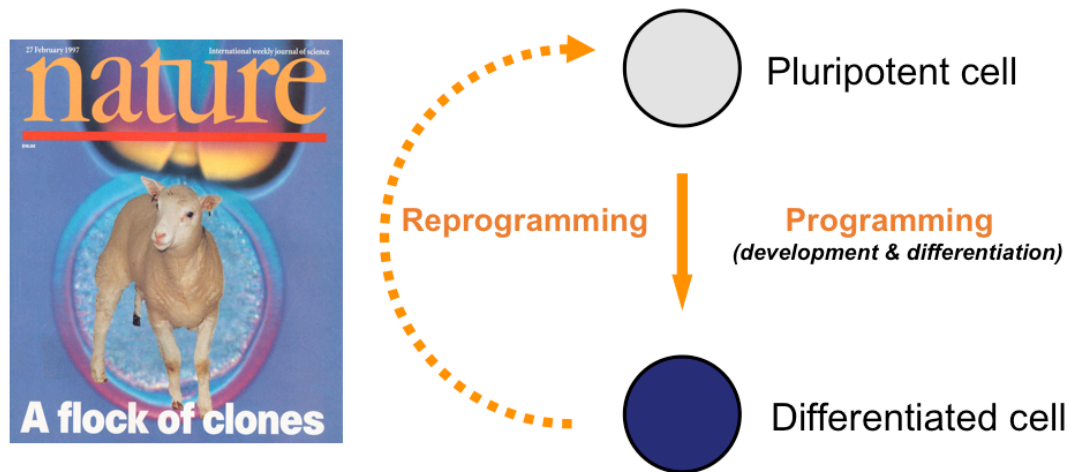 27 February 1997
International weekly journal of science
nature
A flock of clones
Pluripotent cell
Reprogramming
Programming
(development & differentiation)
Differentiated cell